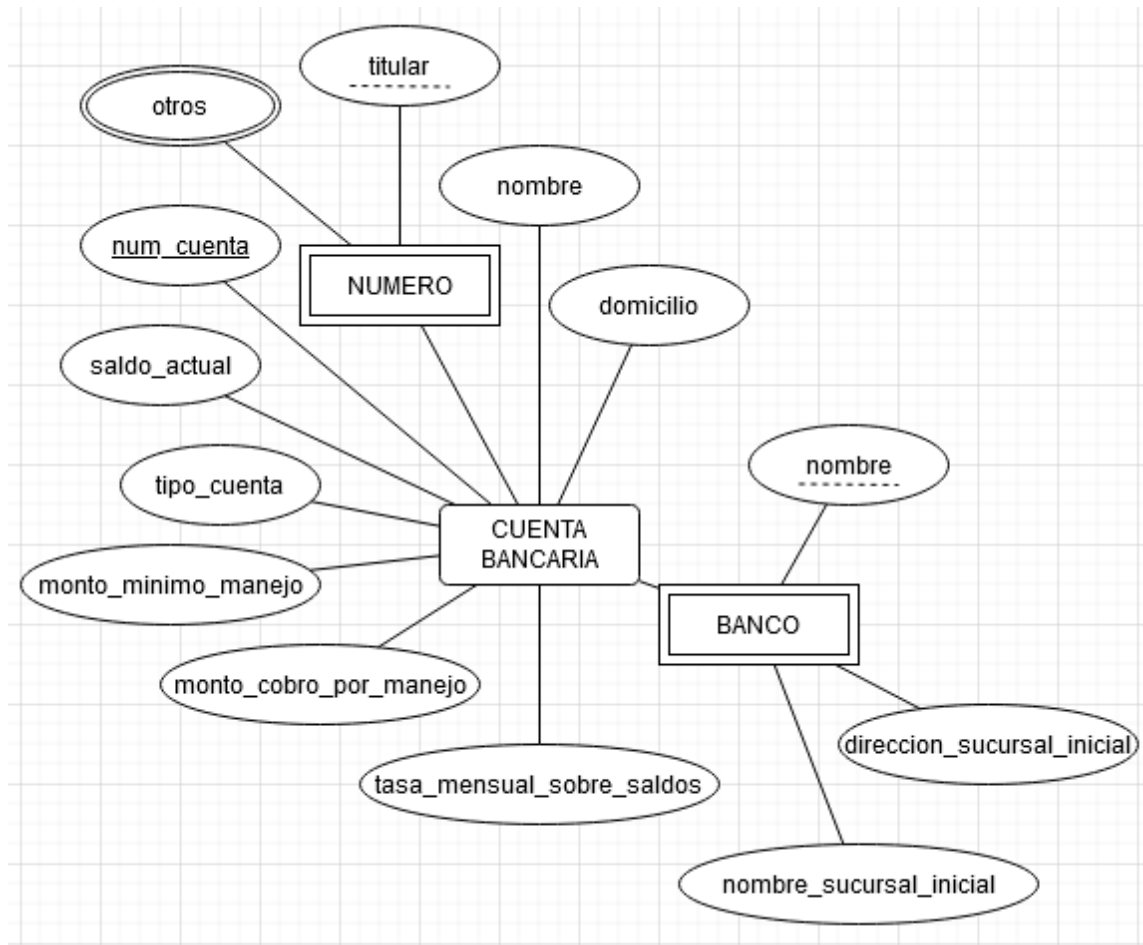 titular
otros
nombre
num_cuenta
NUMERO
domicilio
saldo_actual
nombre
tipo_cuenta
CUENTA
BANCARIA
monto_minimo_manejo
BANCO
monto_cobro_por_manejo
direccion_sucursal_inicial
tasa_mensual_sobre_saldos
nombre_sucursal_inicial